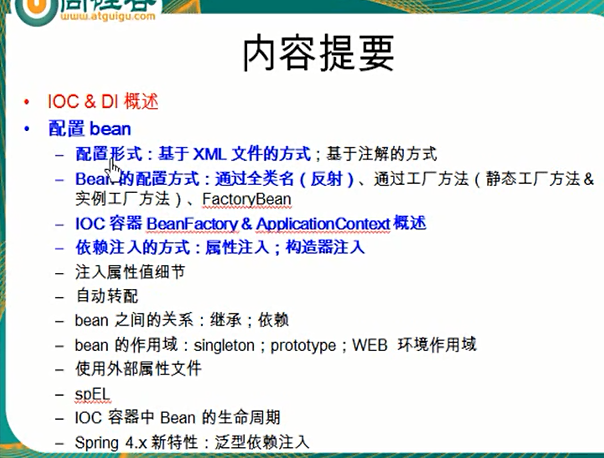 www.atguigu.com
内容提要
• IOC & DI 概述
• 配置 bean
– 配置形式：基于 XML 文件的方式；基于注解的方式
– Bean 的配置方式：通过全类名（反射）、通过工厂方法（静态工厂方法 &
实例工厂方法）、FactoryBean
– IOC 容器 BeanFactory & ApplicationContext 概述
– 依赖注入的方式：属性注入；构造器注入
– 注入属性值细节
– 自动转配
– bean 之间的关系：继承；依赖
– bean 的作用域：singleton；prototype；WEB 环境作用域
– 使用外部属性文件
– spEL
– IOC 容器中 Bean 的生命周期
– Spring 4.x 新特性：泛型依赖注入